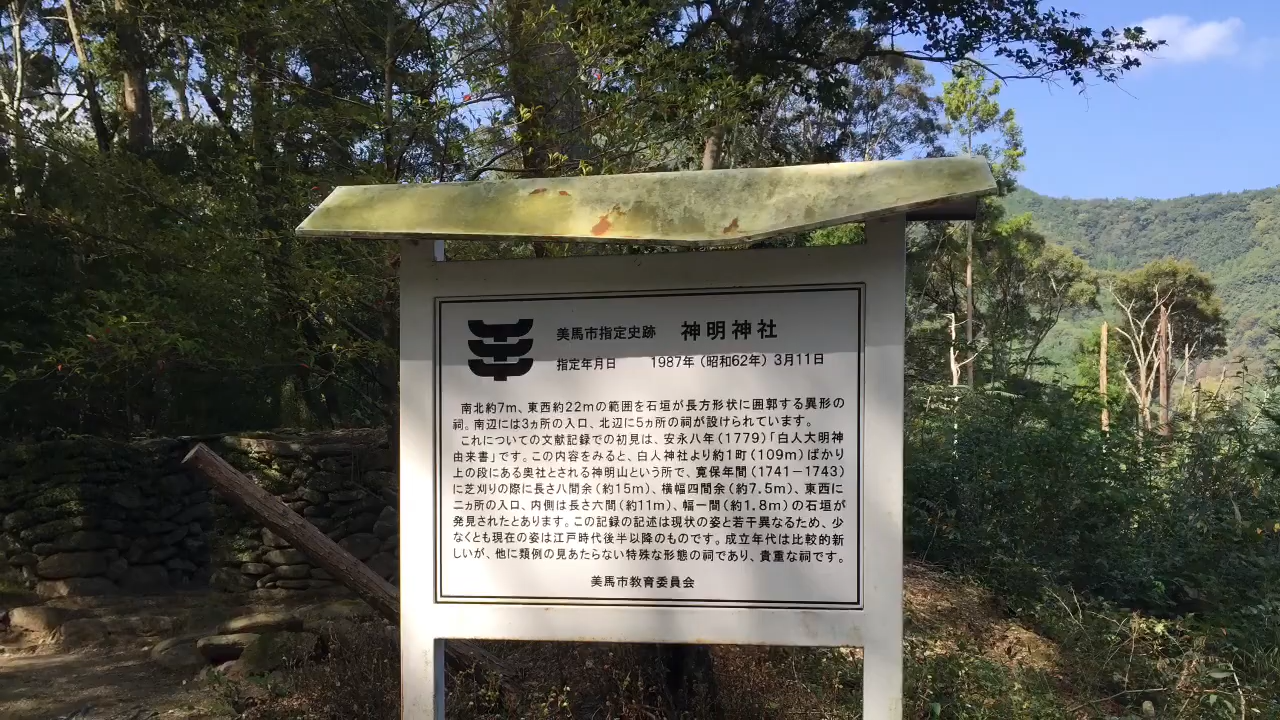 美馬市指定史跡 神明神社
指定年月日 1987年（昭和62年）3月11日
南北約7m、東西約22mの範囲を石垣が長方形状に囲郭する異形の
祠。南辺には3ヵ所の入口、北辺に5ヵ所の祠が設けられています。
これについての文献記録での初見は、安永八年（1779）「白人大明神
由来書」です。この内容をみると、白人神社より約1町（109m）ばかり
上の段にある奥社とされる神明山という所で、寛保年間（1741－1743）
に芝刈りの際に長さ八間余（約15m）、横幅四間余（約7.5m）、東西に
二ヵ所の入口、内側は長さ六間（約11m）、幅一間（約1.8m）の石垣が
発見されたとあります。この記録の記述は現状の姿と若干異なるため、少
なくとも現在の姿は江戸時代後半以降のものです。成立年代は比較的新
しいが、他に類例の見あたらない特殊な形態の祠であり、貴重な祠です。
美馬市教育委員会